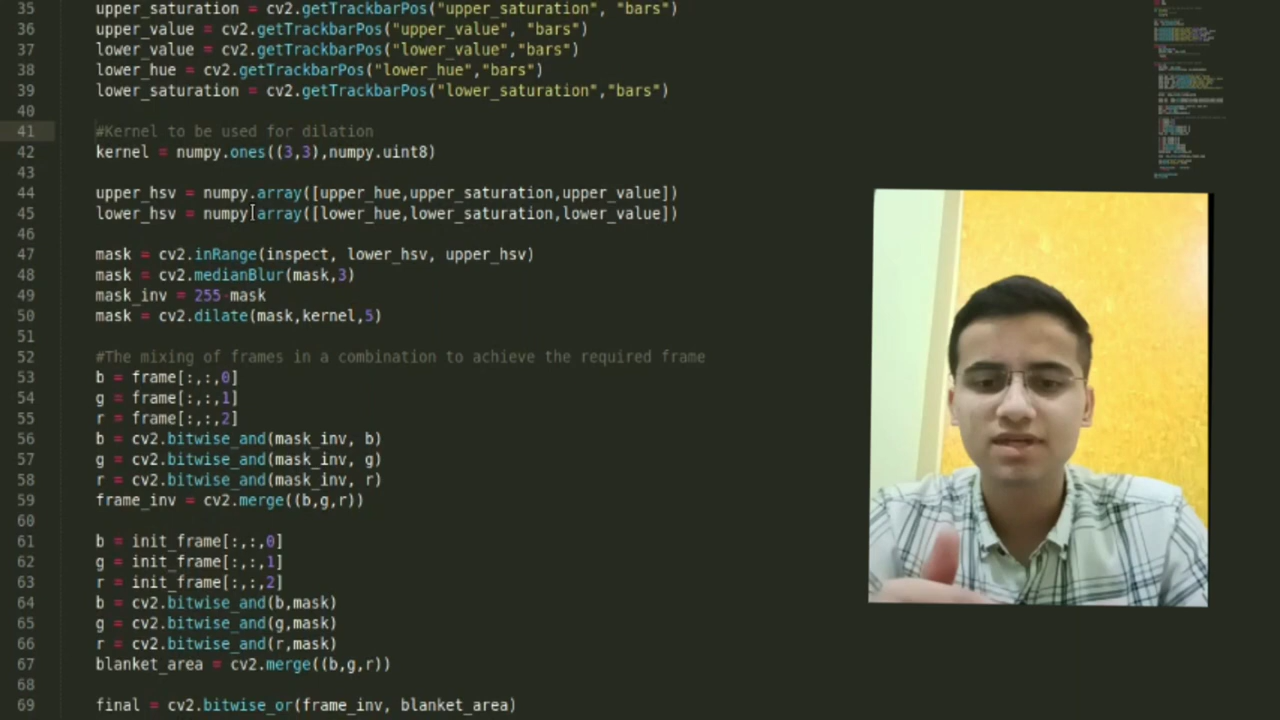 35 upper_saturation = cv2.getTrackbarPos("upper_saturation", "bars")
36 upper_value = cv2.getTrackbarPos("upper_value", "bars")
37 lower_value = cv2.getTrackbarPos("lower_value","bars")
38 lower_hue = cv2.getTrackbarPos("lower_hue","bars")
39 lower_saturation = cv2.getTrackbarPos("lower_saturation","bars")
40
41 #Kernel to be used for dilation
42 kernel = numpy.ones((3,3),numpy.uint8)
43
44 upper_hsv = numpy.array([upper_hue,upper_saturation,upper_value])
45 lower_hsv = numpy.array([lower_hue,lower_saturation,lower_value])
46
47 mask = cv2.inRange(inspect, lower_hsv, upper_hsv)
48 mask = cv2.medianBlur(mask,3)
49 mask_inv = 255-mask
50 mask = cv2.dilate(mask,kernel,5)
51
52 #The mixing of frames in a combination to achieve the required frame
53 b = frame[:,:,0]
54 g = frame[:,:,1]
55 r = frame[:,:,2]
56 b = cv2.bitwise_and(mask_inv, b)
57 g = cv2.bitwise_and(mask_inv, g)
58 r = cv2.bitwise_and(mask_inv, r)
59 frame_inv = cv2.merge((b,g,r))
60
61 b = init_frame[:,:,0]
62 g = init_frame[:,:,1]
63 r = init_frame[:,:,2]
64 b = cv2.bitwise_and(b,mask)
65 g = cv2.bitwise_and(g,mask)
66 r = cv2.bitwise_and(r,mask)
67 blanket_area = cv2.merge((b,g,r))
68
69 final = cv2.bitwise_or(frame_inv, blanket_area)